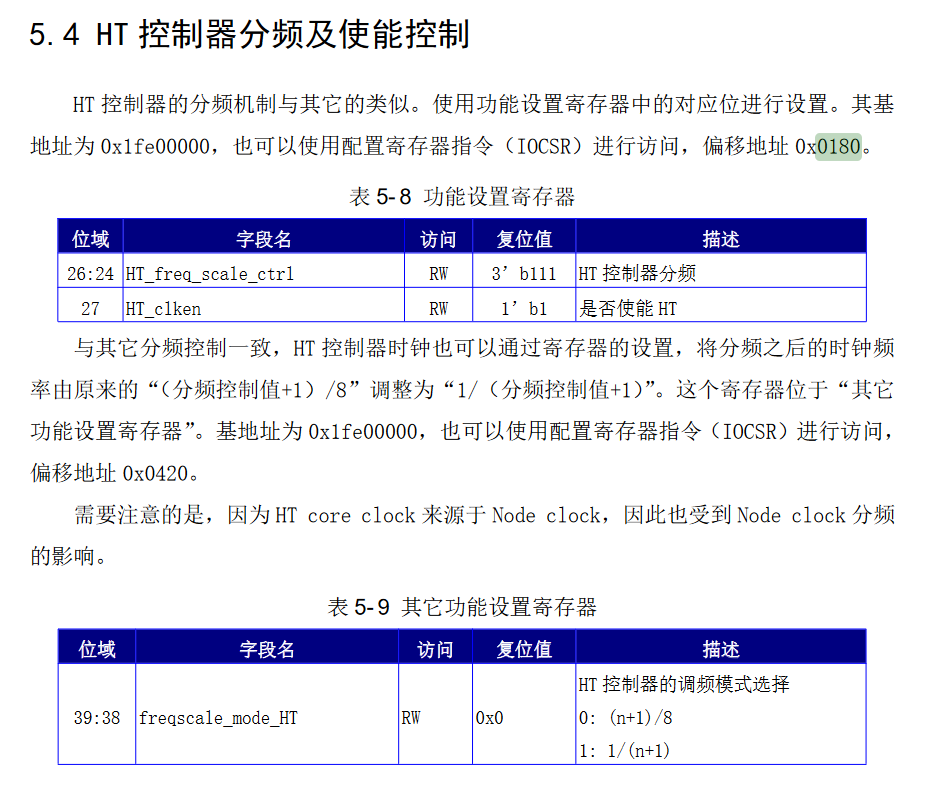 5.4 HT 控制器分频及使能控制
HT 控制器的分频机制与其它的类似。使用功能设置寄存器中的对应位进行设置。其基
地址为 0x1fe00000，也可以使用配置寄存器指令（IOCSR）进行访问，偏移地址 0x0180。
表 5-8 功能设置寄存器
位域 字段名 访问 复位值 描述
26:24 HT_freq_scale_ctrl RW 3’b111 HT 控制器分频
27 HT_clken RW 1’b1 是否使能 HT
与其它分频控制一致，HT 控制器时钟也可以通过寄存器的设置，将分频之后的时钟频
率由原来的“（分频控制值+1）/8”调整为“1/（分频控制值+1）”。这个寄存器位于“其它
功能设置寄存器”。基地址为 0x1fe00000，也可以使用配置寄存器指令（IOCSR）进行访问，
偏移地址 0x0420。
需要注意的是，因为 HT core clock 来源于 Node clock，因此也受到 Node clock 分频
的影响。
表 5-9 其它功能设置寄存器
位域 字段名 访问 复位值 描述
39:38 freqscale_mode_HT RW 0x0 HT 控制器的调频模式选择
0: (n+1)/8
1: 1/(n+1)